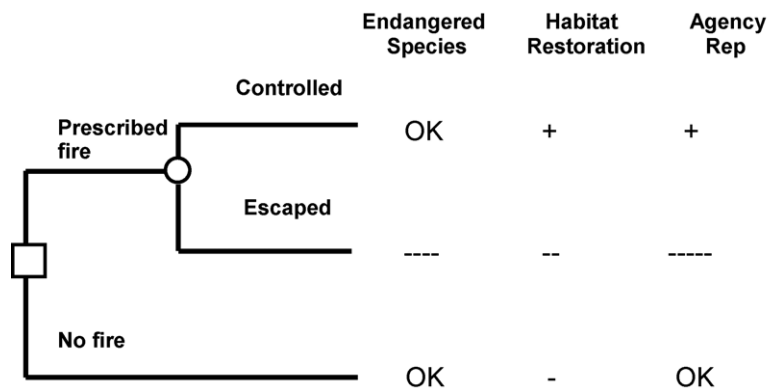 Endangered Species
Habitat Restoration
Agency Rep
Controlled
OK + +
Prescribed fire
Escaped
---- -- -----
No fire
OK - OK